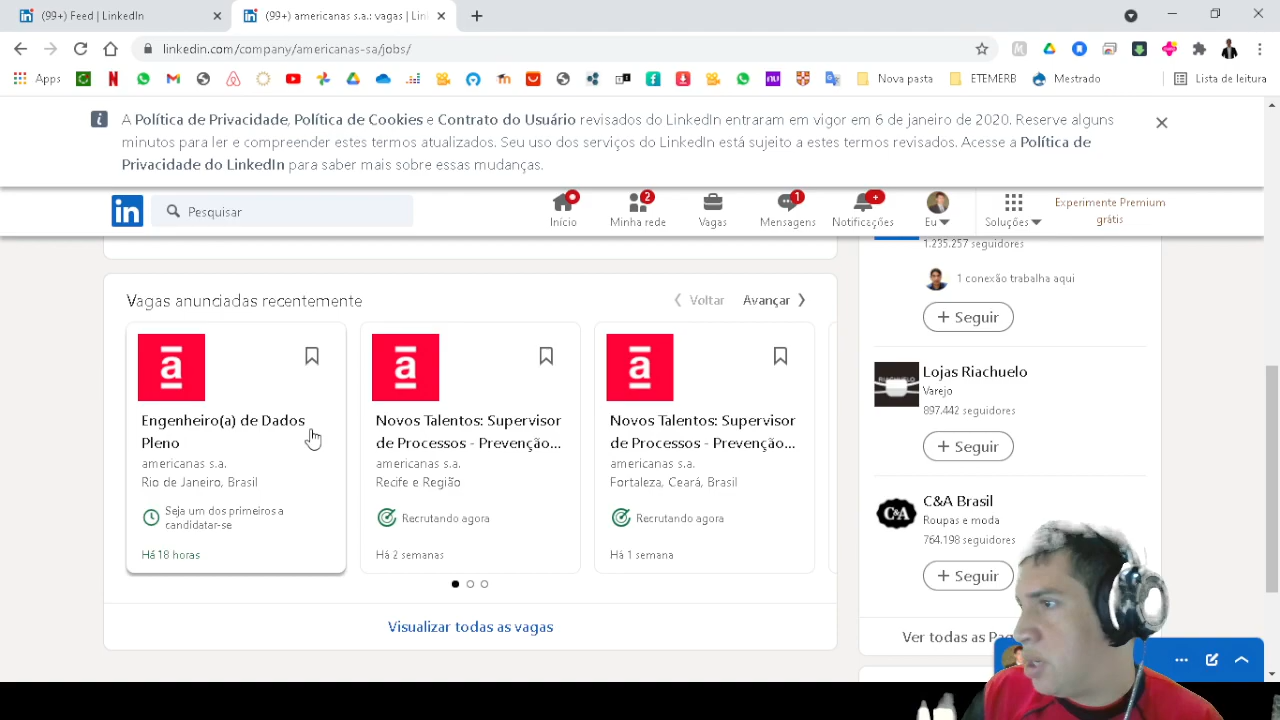 (99+) Feed | LinkedIn
(99+) americanas s.a.: vagas | Lin
linkedin.com/company/americanas-sa/jobs/
Apps
Nova pasta
ETEMERB
Mestrado
Lista de leitura
A Política de Privacidade, Política de Cookies e Contrato do Usuário revisados do LinkedIn entraram em vigor em 6 de janeiro de 2020. Reserve alguns
minutos para ler e compreender estes termos atualizados. Seu uso dos serviços do LinkedIn está sujeito a estes termos revisados. Acesse a Política de
Privacidade do LinkedIn para saber mais sobre essas mudanças.
in
Pesquisar
Início
2
Minha rede
Vagas
1
Mensagens
+
Notificações
Eu
Soluções
Experimente Premium
grátis
1.235.257 seguidores
1 conexão trabalha aqui
+ Seguir
Vagas anunciadas recentemente
Voltar
Avançar
a
Engenheiro(a) de Dados
Pleno
americanas s.a.
Rio de Janeiro, Brasil
Seja um dos primeiros a
candidatar-se
Há 18 horas
a
Novos Talentos: Supervisor
de Processos - Prevenção...
americanas s.a.
Recife e Região
Recrutando agora
Há 2 semanas
a
Novos Talentos: Supervisor
de Processos - Prevenção...
americanas s.a.
Fortaleza, Ceará, Brasil
Recrutando agora
Há 1 semana
Visualizar todas as vagas
RIACHUELO
Lojas Riachuelo
Varejo
897.442 seguidores
+ Seguir
C&A
C&A Brasil
Roupas e moda
764.198 seguidores
+ Seguir
Ver todas as Pag